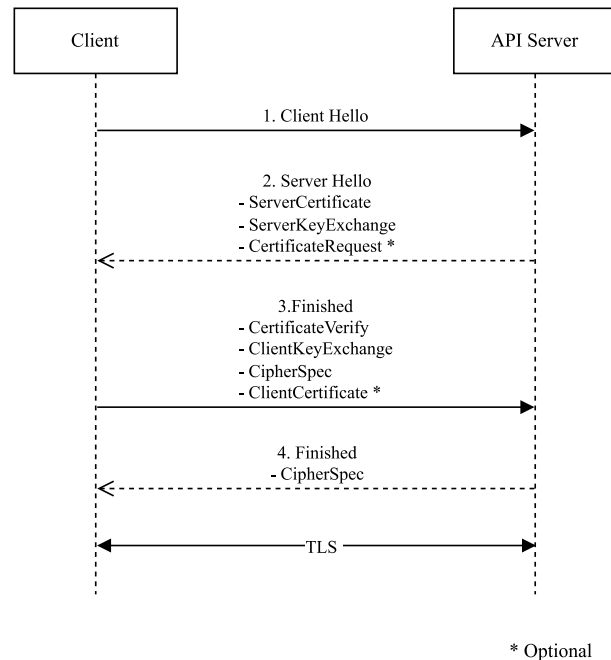 Client
API Server
1. Client Hello
2. Server Hello
- ServerCertificate
- ServerKeyExchange
- CertificateRequest *
3.Finished
- CertificateVerify
- ClientKeyExchange
- CipherSpec
- ClientCertificate *
4. Finished
- CipherSpec
TLS
* Optional